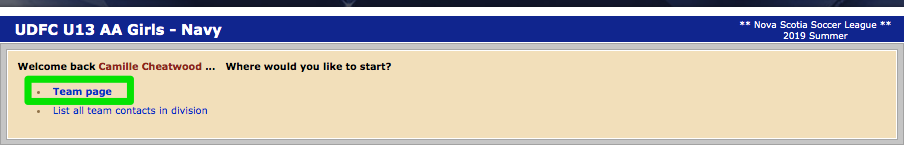 UDFC U13 AA Girls - Navy
** Nova Scotia Soccer League **
2019 Summer
Welcome back Camille Cheatwood ... Where would you like to start?
Team page
List all team contacts in division